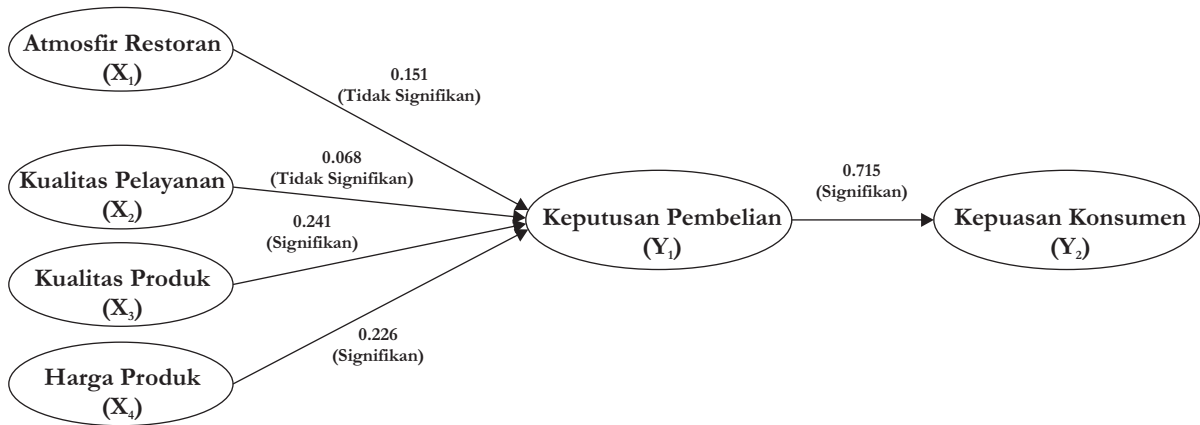 Atmosfir Restoran
(X₁)
0.151
(Tidak Signifikan)
Kualitas Pelayanan
(X₂)
0.068
(Tidak Signifikan)
0.241
(Signifikan)
Kualitas Produk
(X₃)
0.226
(Signifikan)
Harga Produk
(X₄)
Keputusan Pembelian
(Y₁)
0.715
(Signifikan)
Kepuasan Konsumen
(Y₂)